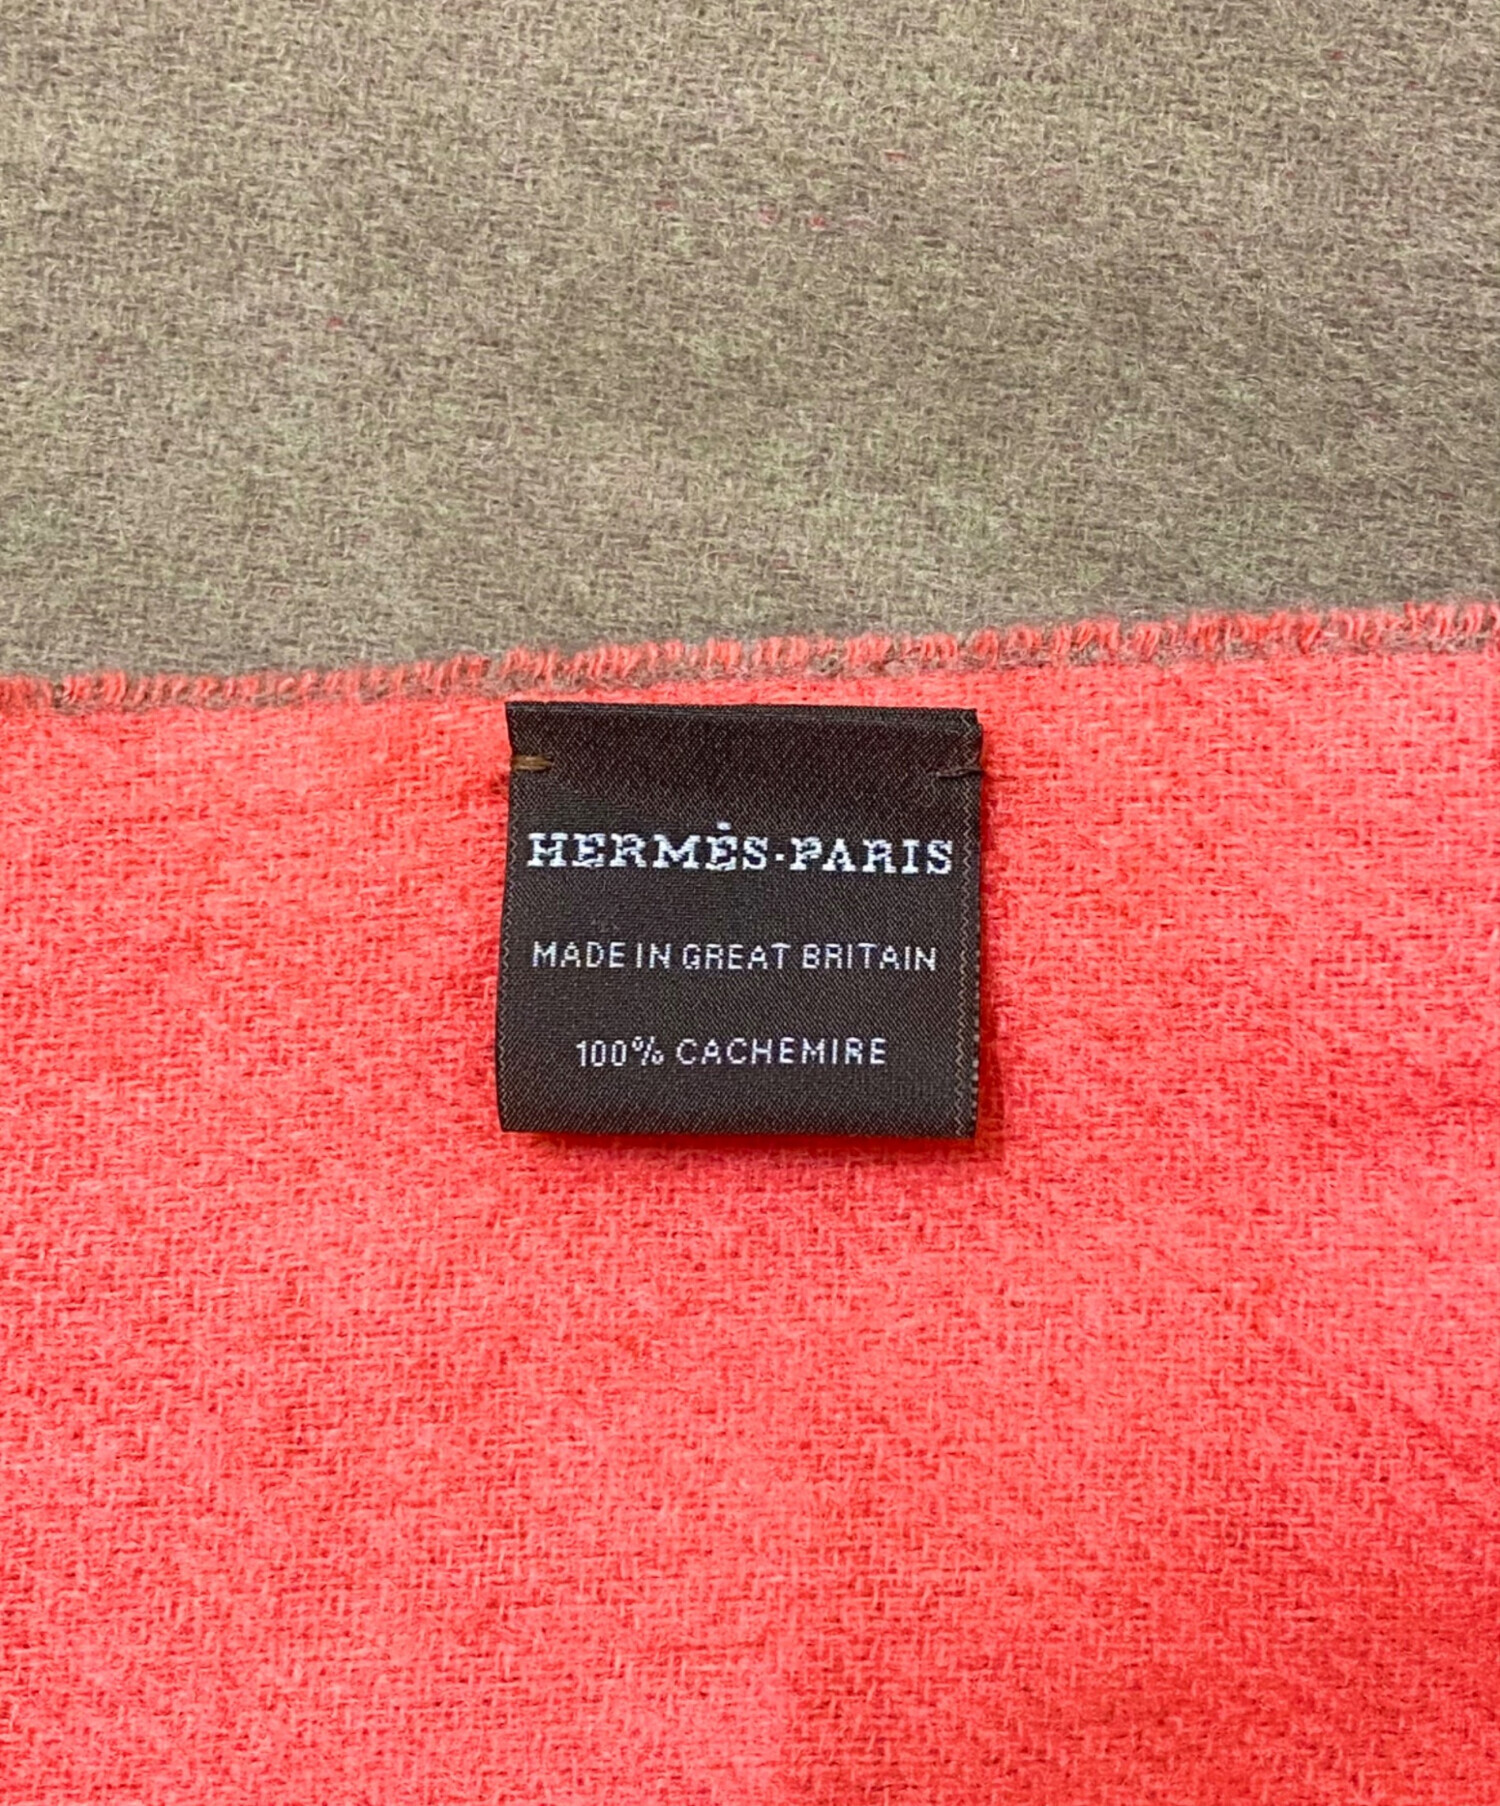 HERMÈS-PARIS
MADE IN GREAT BRITAIN
100% CACHEMIRE